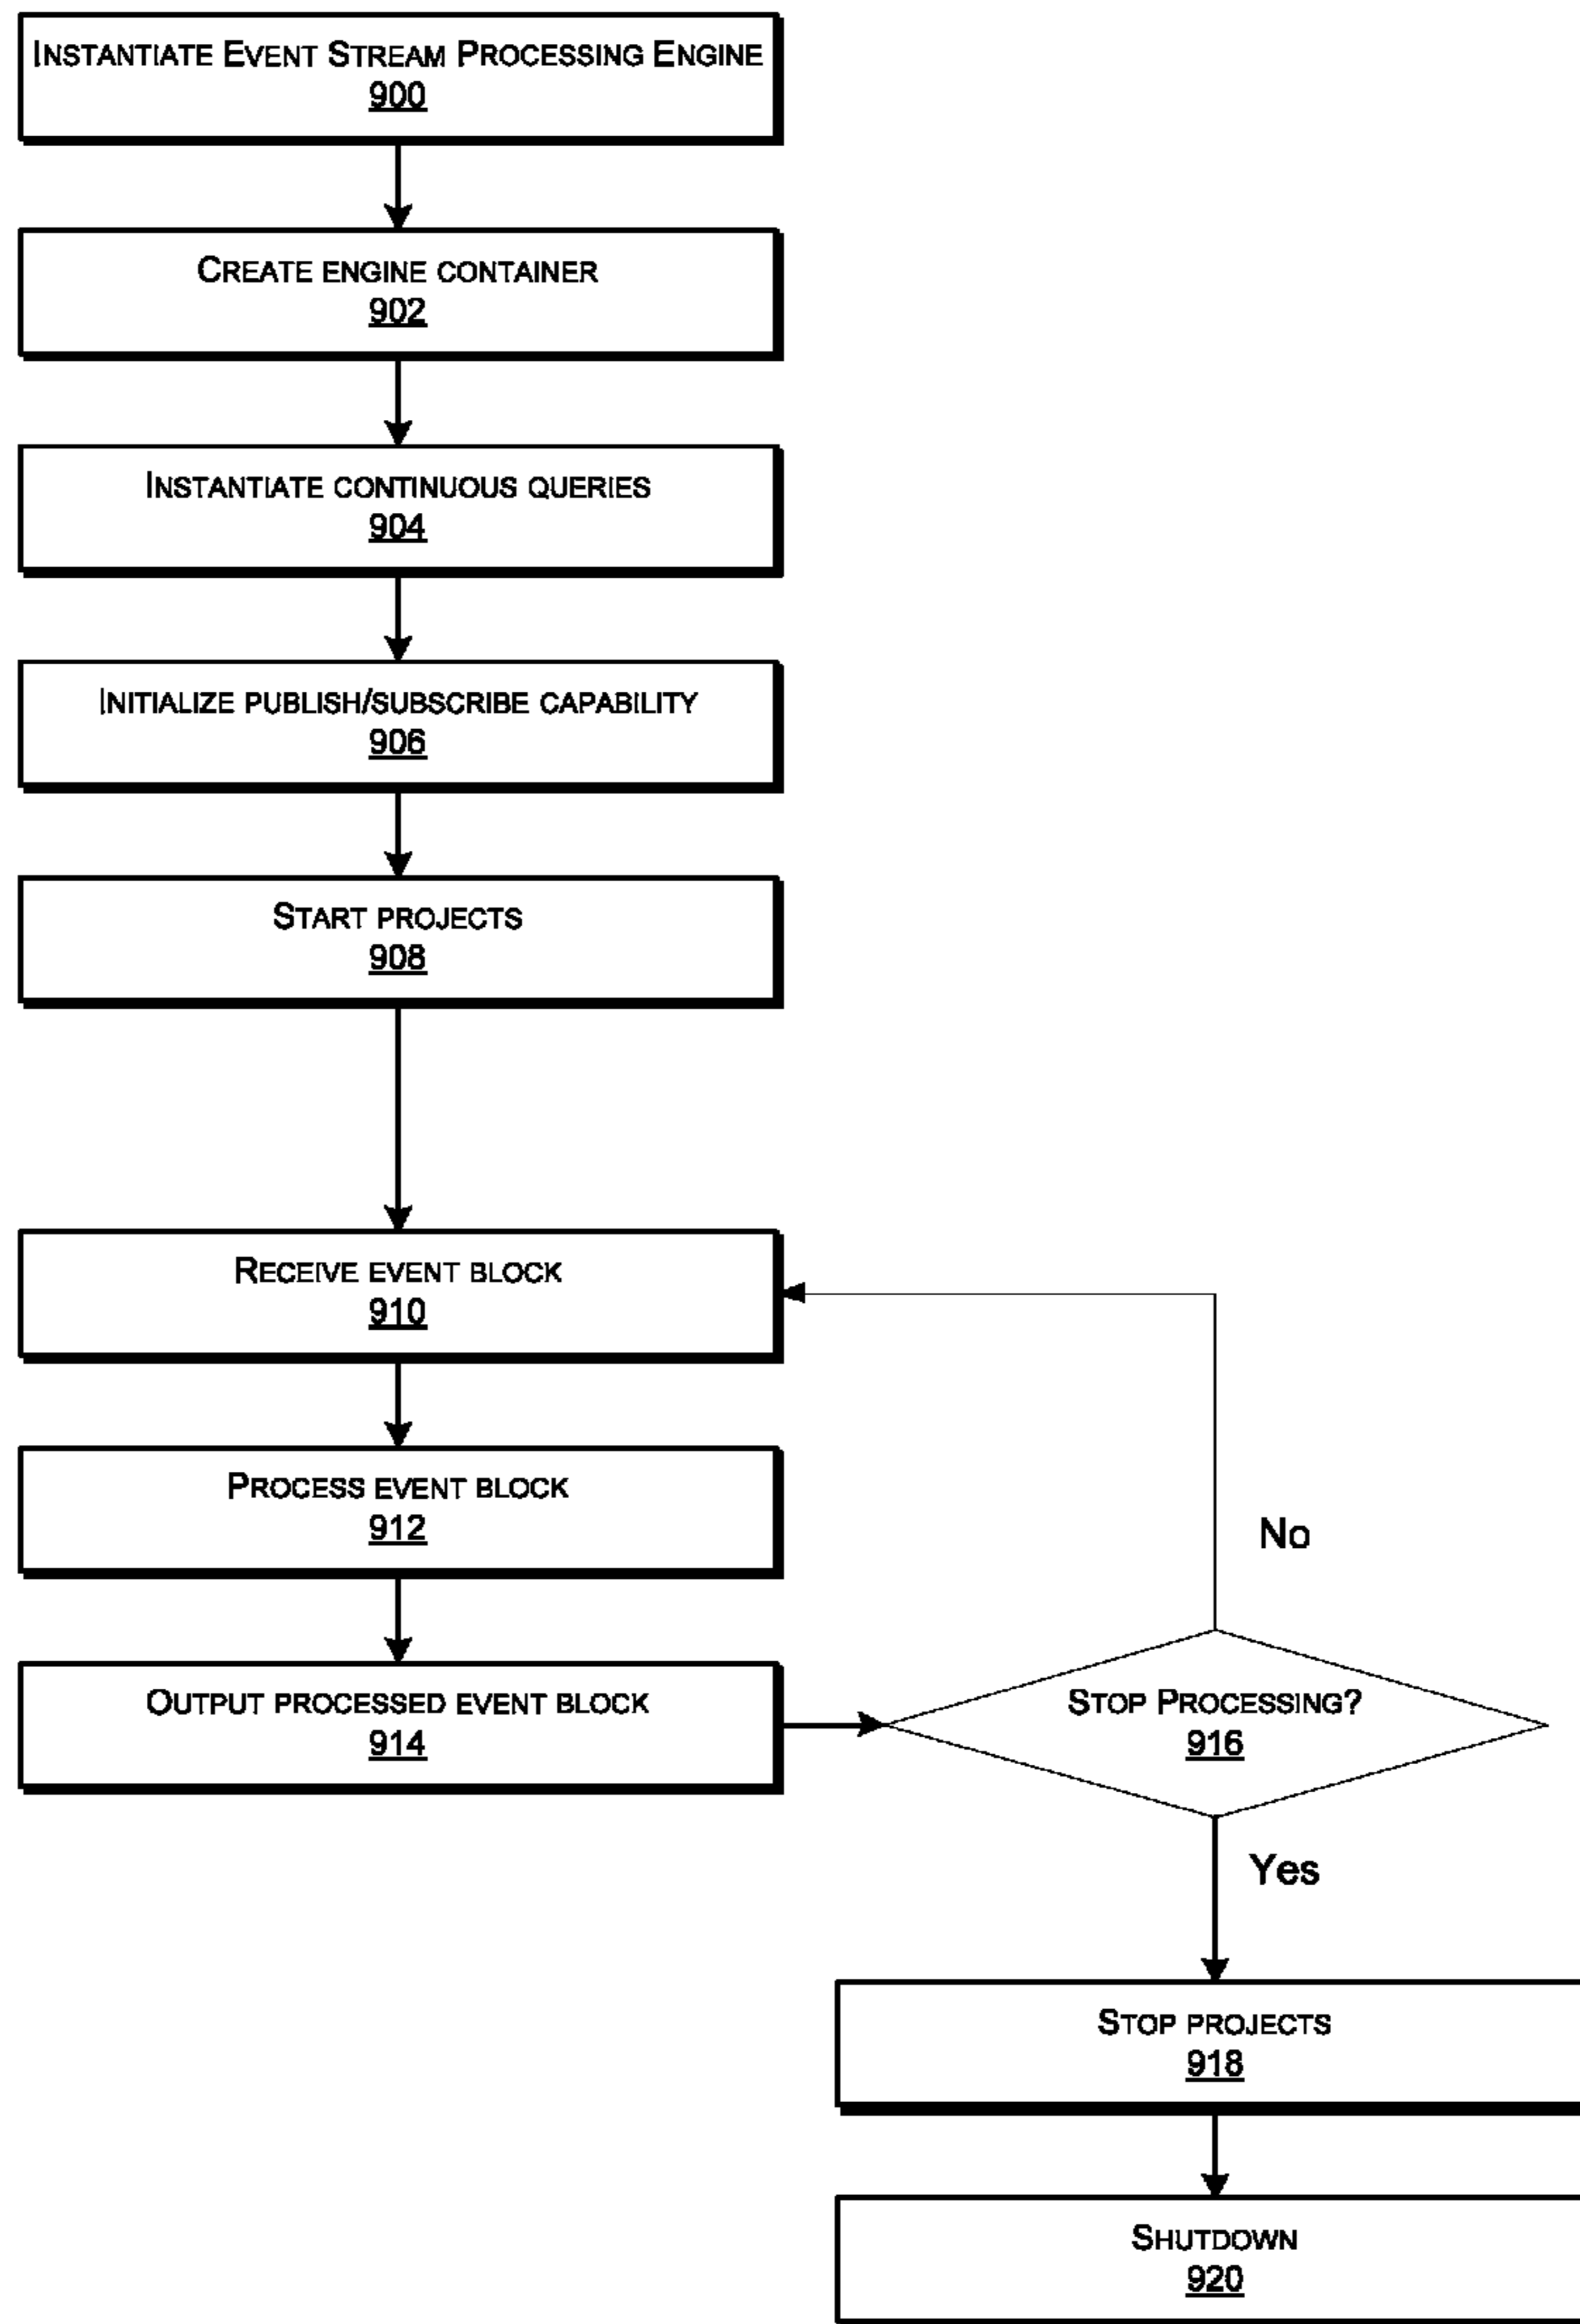 INSTANTIATE EVENT STREAM PROCESSING ENGINE
900
CREATE ENGINE CONTAINER
902
INSTANTIATE CONTINUOUS QUERIES
904
INITIALIZE PUBLISH/SUBSCRIBE CAPABILITY
906
START PROJECTS
908
RECEIVE EVENT BLOCK
910
PROCESS EVENT BLOCK
912
No
OUTPUT PROCESSED EVENT BLOCK
914
STOP PROCESSING?
916
Yes
STOP PROJECTS
918
SHUTDOWN
920